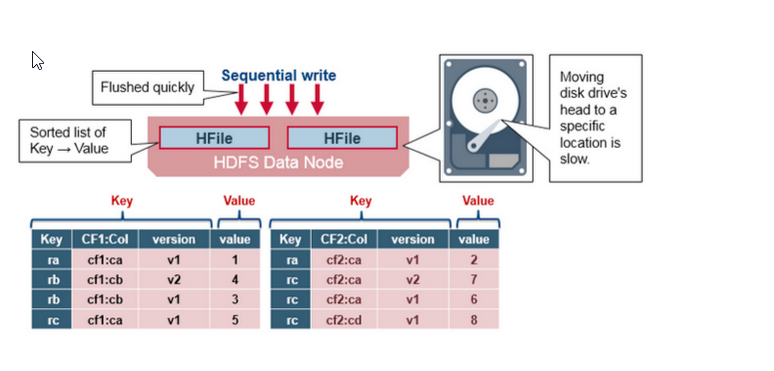 Sequential write
Flushed quickly
Moving
disk drive's
head to a
specific
location is
slow.
Sorted list of
Key → Value
HFile HFile
HDFS Data Node
Key Value Key Value
Key CF1:Col version value Key CF2:Col version value
ra cf1:ca v1 1 ra cf2:ca v1 2
rb cf1:cb v2 4 rc cf2:ca v2 7
rb cf1:cb v1 3 rc cf2:ca v1 6
rc cf1:ca v1 5 rc cf2:cd v1 8